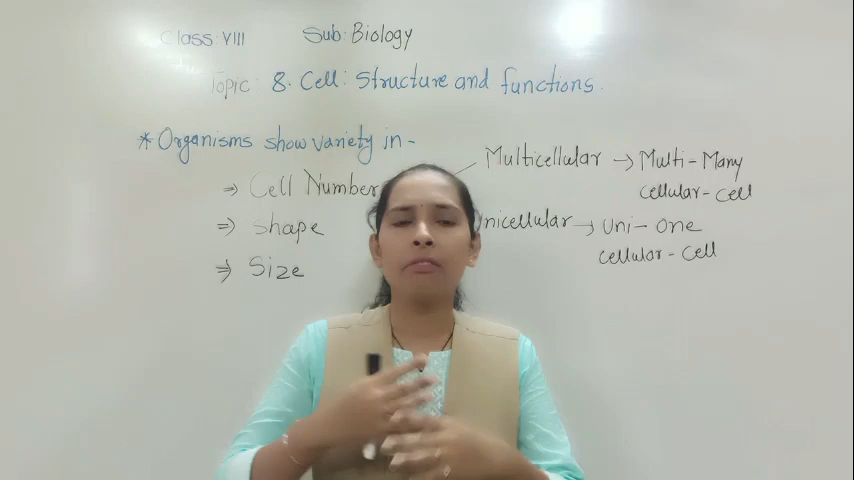 Class: VIII Sub: Biology
Topic: 8. Cell: Structure and functions.
* Organisms show variety in -
⇒ Cell Number
Multicellular → Multi - Many
cellular - cell
⇒ Shape
nicellular → Uni - One
cellular - cell
⇒ Size